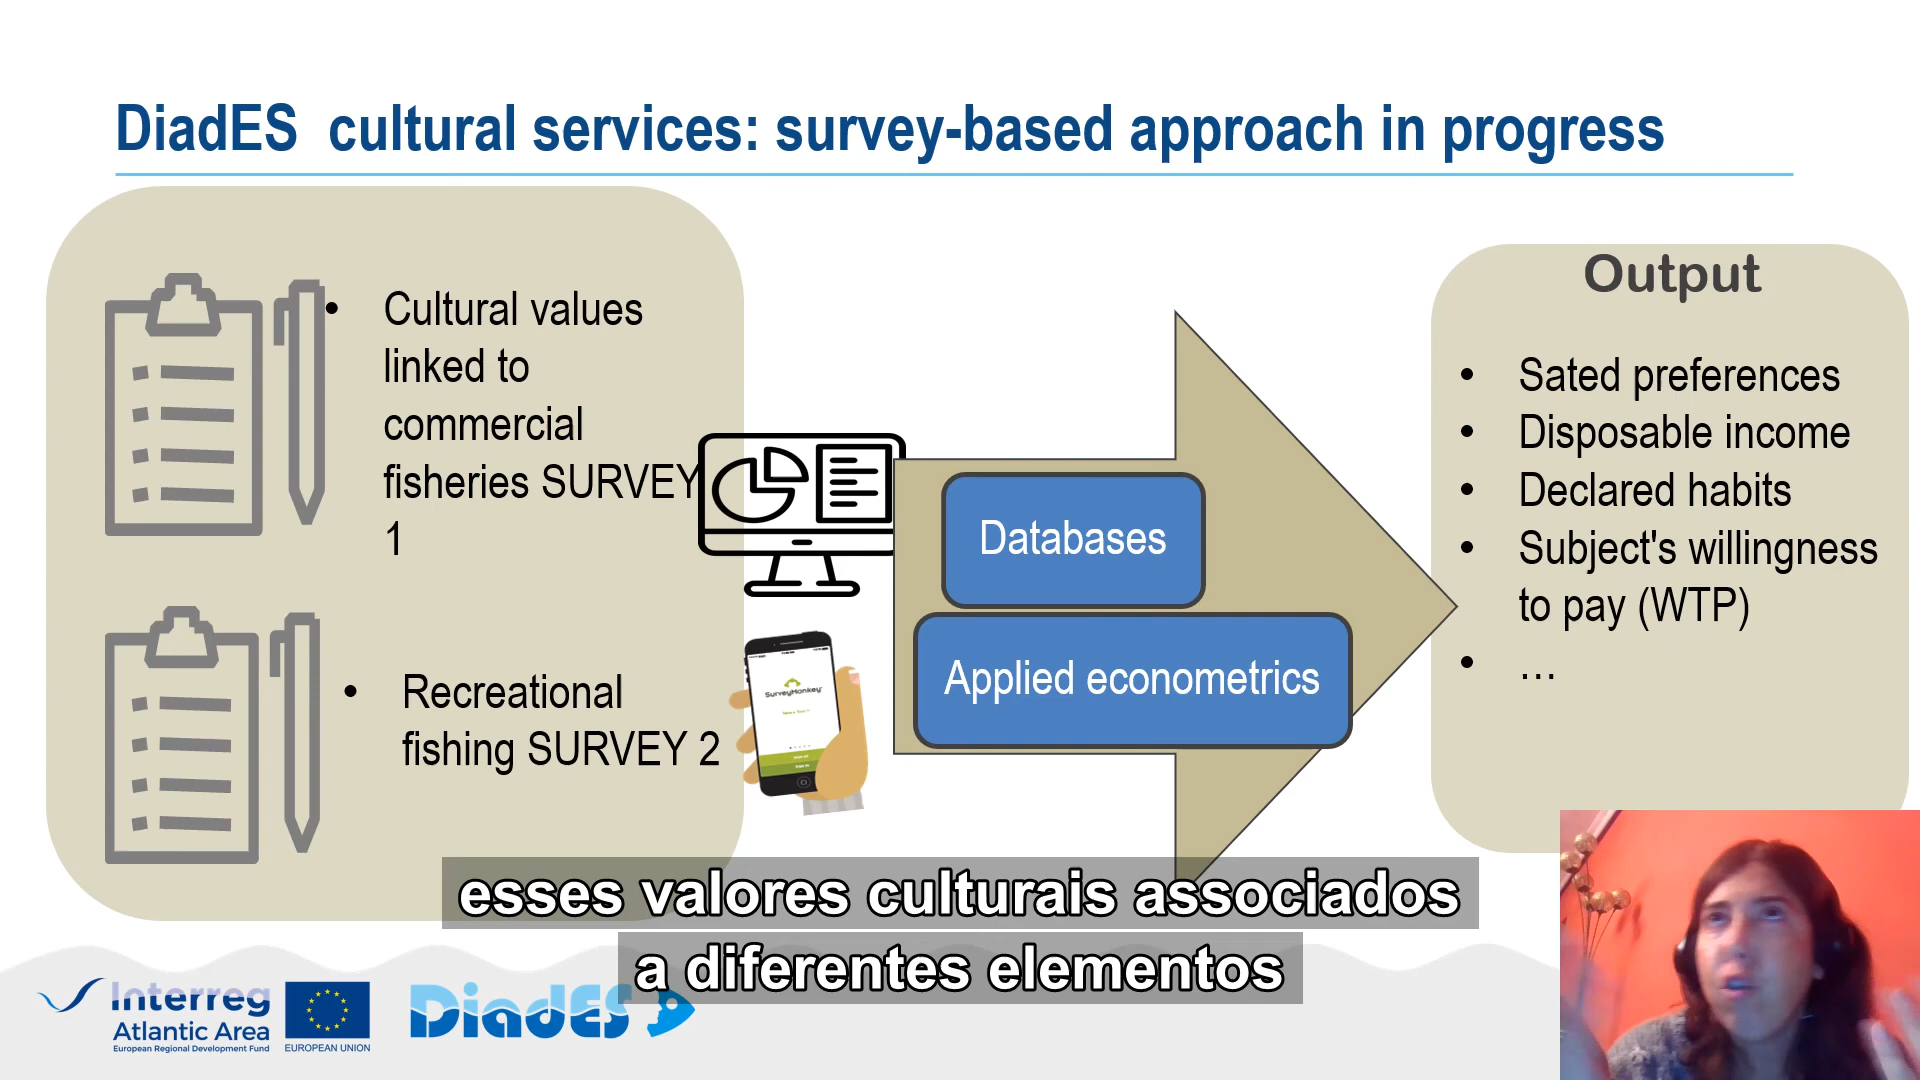 DiadES cultural services: survey-based approach in progress
• Cultural values
linked to
commercial
fisheries SURVEY
1
• Recreational
fishing SURVEY 2
SurveyMonkey
Databases
Applied econometrics
Output
• Sated preferences
• Disposable income
• Declared habits
• Subject's willingness
to pay (WTP)
• ...
esses valores culturais associados
a diferentes elementos
Interreg
Atlantic Area
European Regional Development Fund
EUROPEAN UNION
DiadES